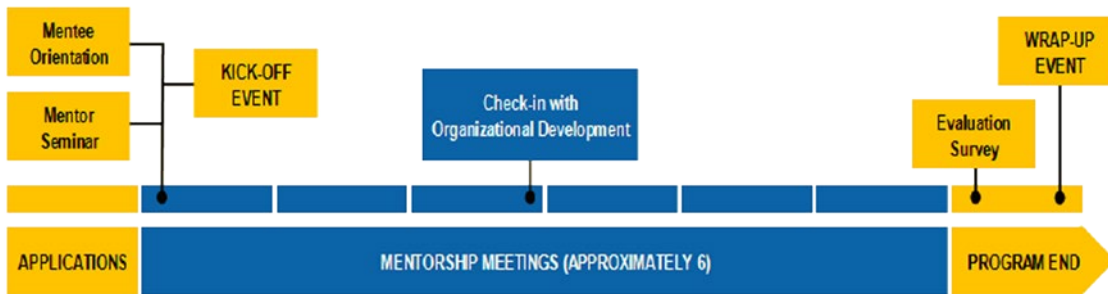 Mentee
Orientation
Mentor
Seminar
KICK-OFF
EVENT
Check-in with
Organizational Development
Evaluation
Survey
WRAP-UP
EVENT
APPLICATIONS
MENTORSHIP MEETINGS (APPROXIMATELY 6)
PROGRAM END